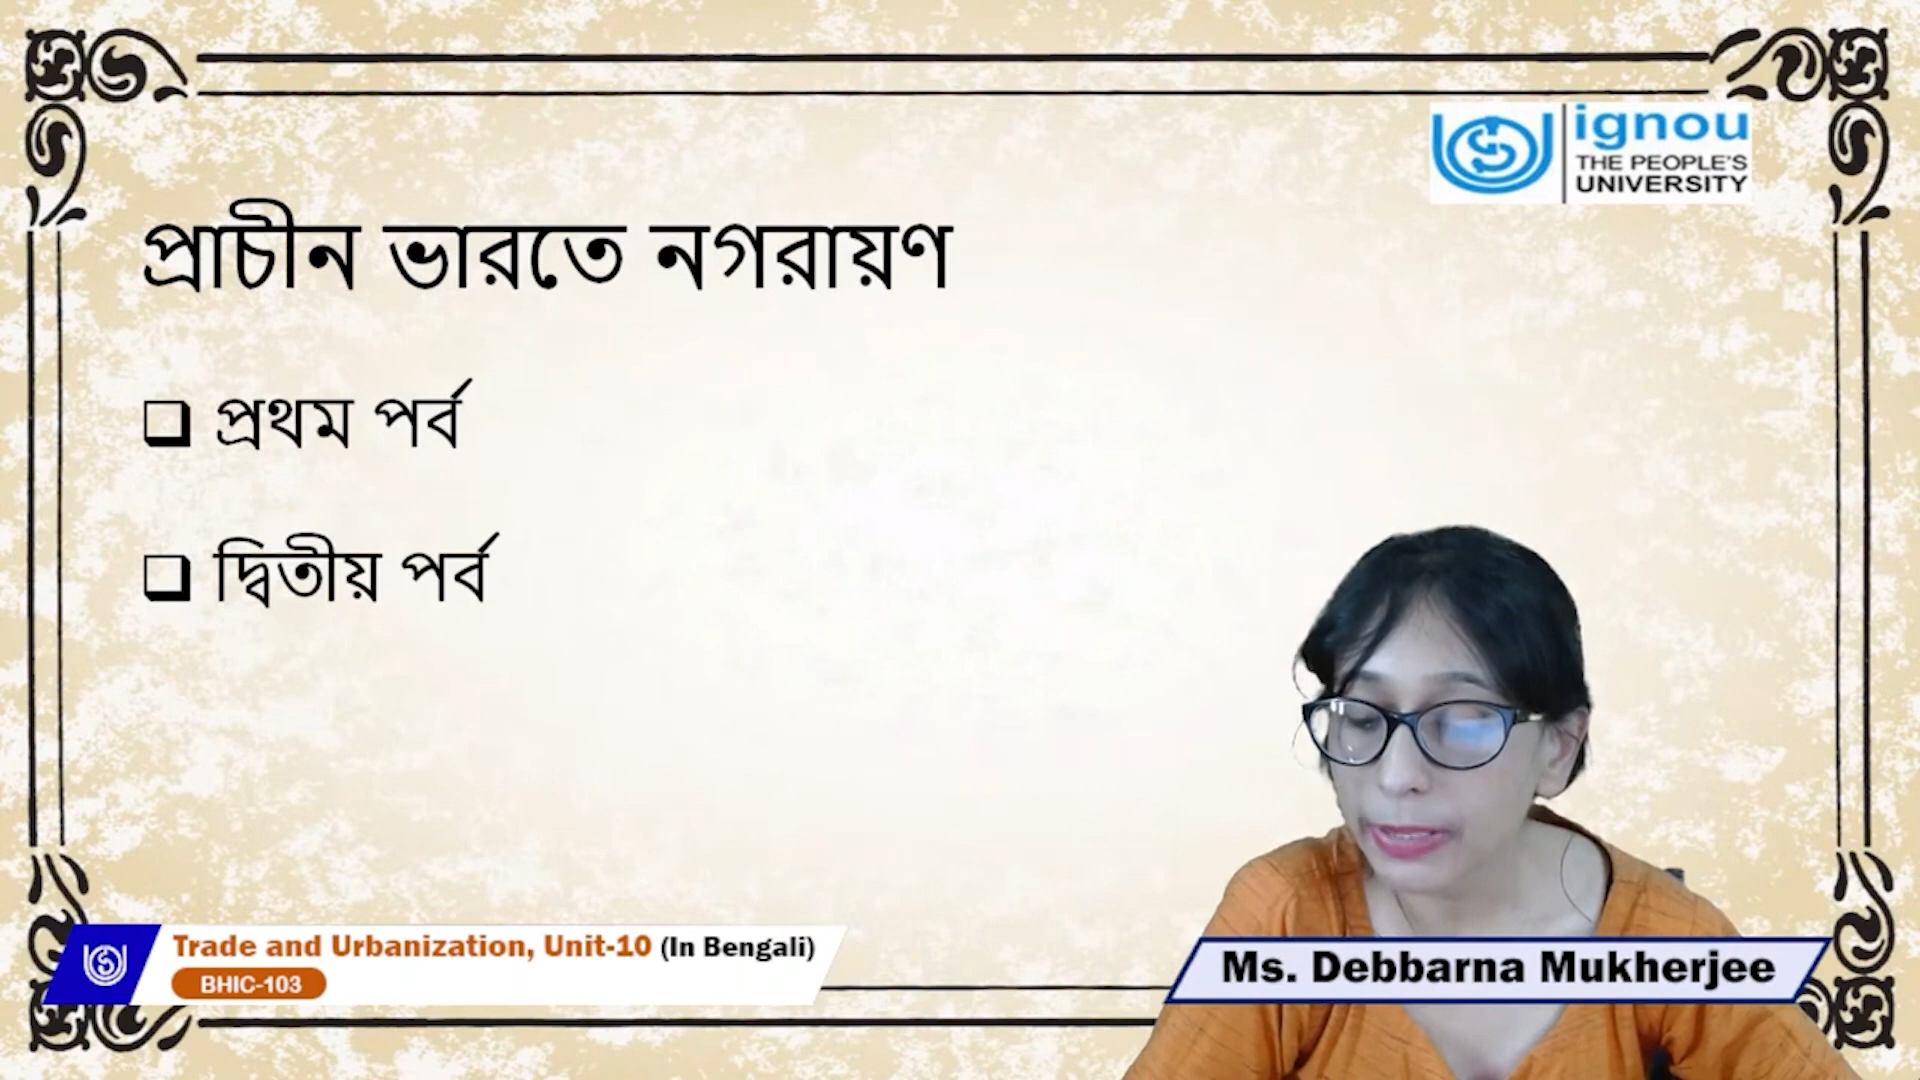 ignou
THE PEOPLE'S
UNIVERSITY
প্রাচীন ভারতে নগরায়ণ
প্রথম পর্ব
দ্বিতীয় পর্ব
Trade and Urbanization, Unit-10 (In Bengali)
BHIC-103
Ms. Debbarna Mukherjee